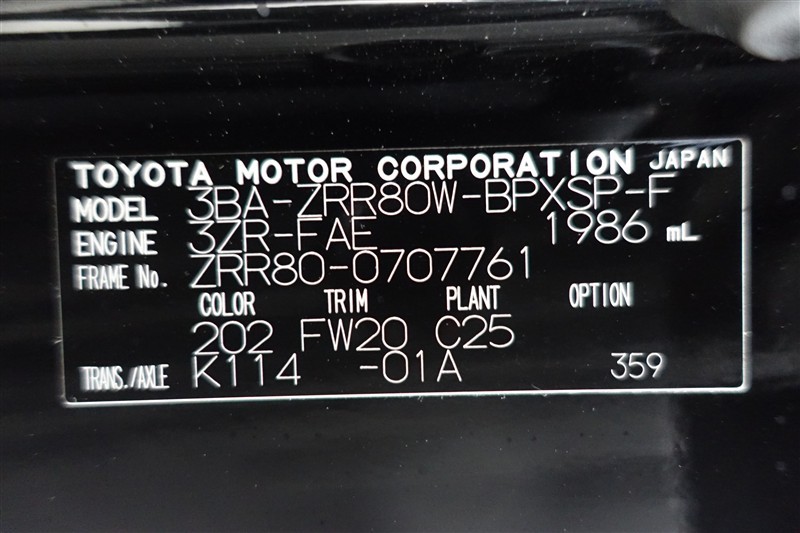 TOYOTA MOTOR CORPORATION JAPAN
MODEL 3BA-ZRR80W-BPXSP-F
ENGINE 3ZR-FAE 1986 mL
FRAME No. ZRR80-0707761
COLOR TRIM PLANT OPTION
202 FW20 C25
TRANS./AXLE K114 -01A 359